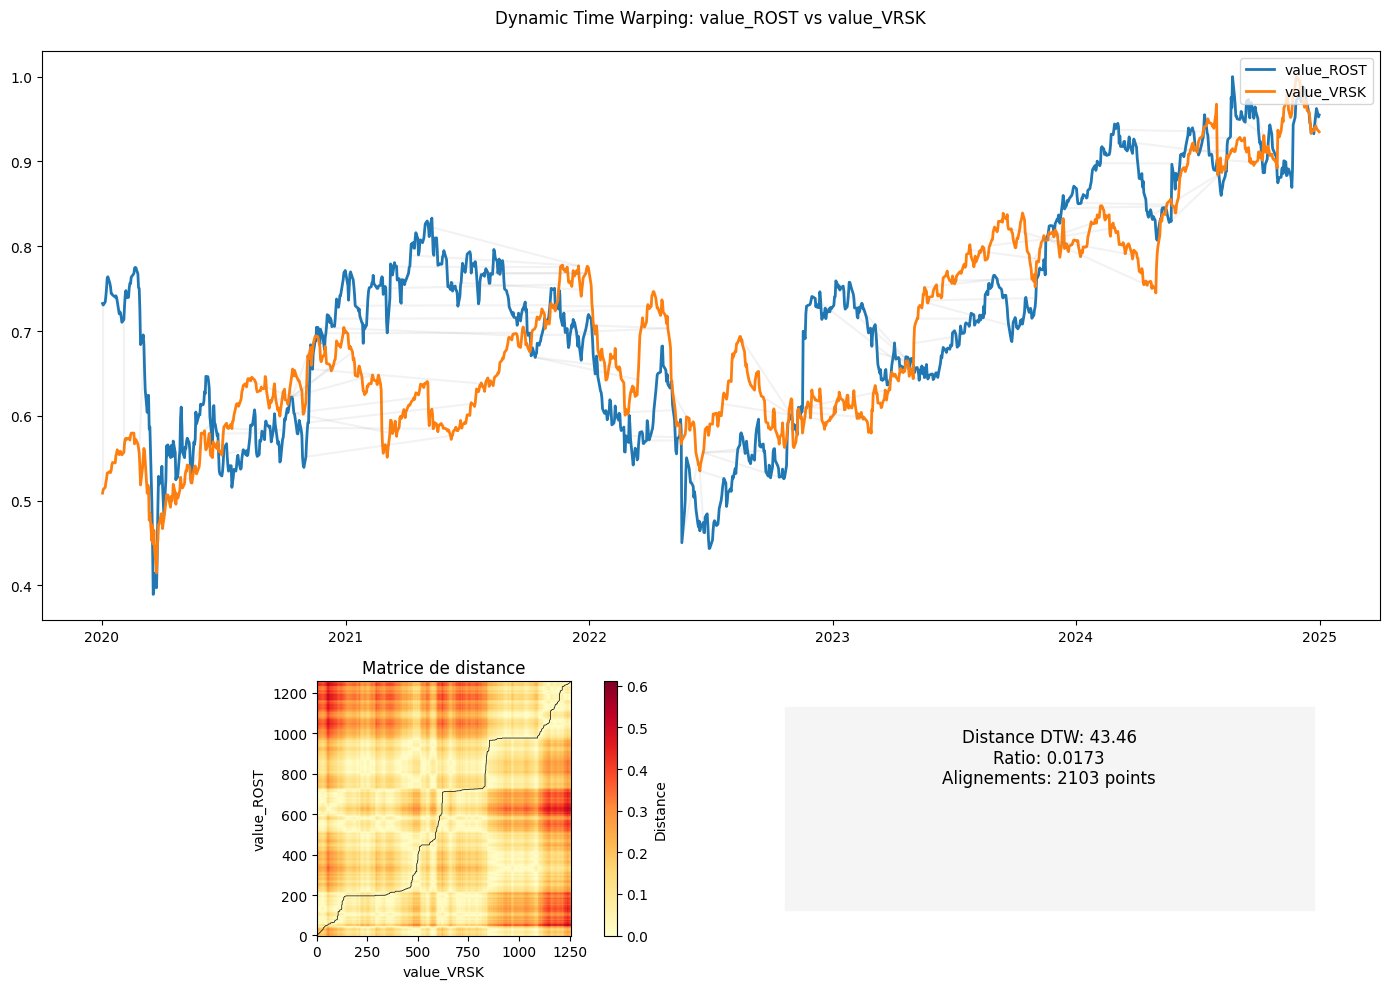 Dynamic Time Warping: value_ROST vs value_VRSK
value_ROST
value_VRSK
1.0
0.9
0.8
0.7
0.6
0.5
0.4
2020 2021 2022 2023 2024 2025
Matrice de distance
value_ROST
1200
1000
800
600
400
200
0
0 250 500 750 1000 1250
value_VRSK
0.6
0.5
0.4
0.3
0.2
0.1
0.0
Distance
Distance DTW: 43.46
Ratio: 0.0173
Alignements: 2103 points